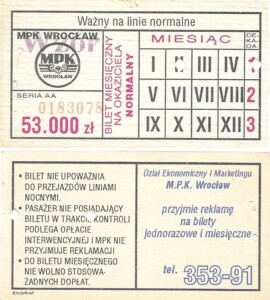 Ważny na linie normalne
MPK WROCŁAW
WZÓR
MPK
WROCŁAW
SERIA AA
0183078
53.000 zł
BILET MIESIĘCZNY
NA OKAZICIELA
NORMALNY
MIESIĄC
DEKADA
I II III IV 1
V VI VII VIII 2
IX X XI XII 3
• BILET NIE UPOWAŻNIA
DO PRZEJAZDÓW LINIAMI
NOCNYMI.
• PASAŻER NIE POSIADAJĄCY
BILETU W TRAKCIE KONTROLI
PODLEGA OPŁACIE
INTERWENCYJNEJ I MPK NIE
PRZYJMUJE REKLAMACJI
• DO BILETU MIESIĘCZNEGO
NIE WOLNO STOSOWAĆ
ŻADNYCH DOPŁAT.
ENGRAF
Dział Ekonomiczny i Marketingu
M.P.K. Wrocław
przyjmie reklamę
na bilety
jednorazowe i miesięczne
tel. 353-91